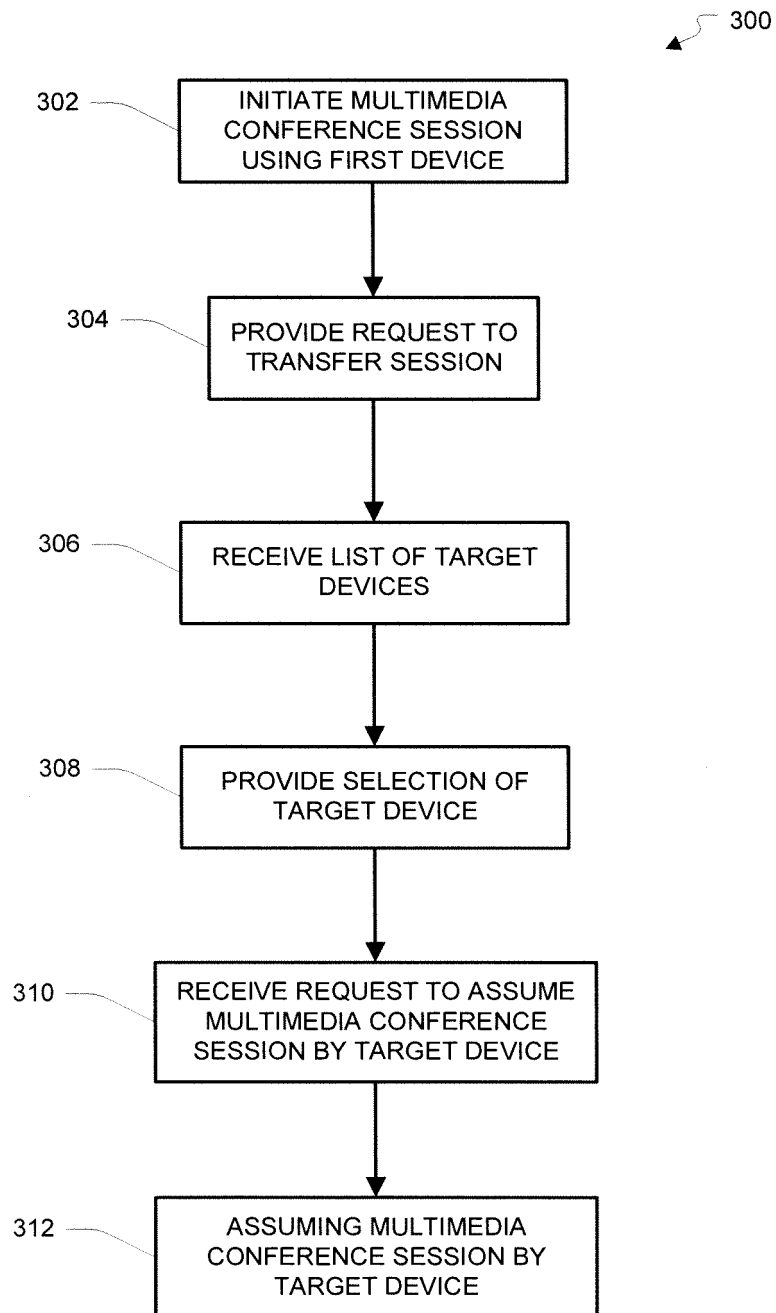 300
302
INITIATE MULTIMEDIA
CONFERENCE SESSION
USING FIRST DEVICE
304
PROVIDE REQUEST TO
TRANSFER SESSION
306
RECEIVE LIST OF TARGET
DEVICES
308
PROVIDE SELECTION OF
TARGET DEVICE
310
RECEIVE REQUEST TO ASSUME
MULTIMEDIA CONFERENCE
SESSION BY TARGET DEVICE
312
ASSUMING MULTIMEDIA
CONFERENCE SESSION BY
TARGET DEVICE